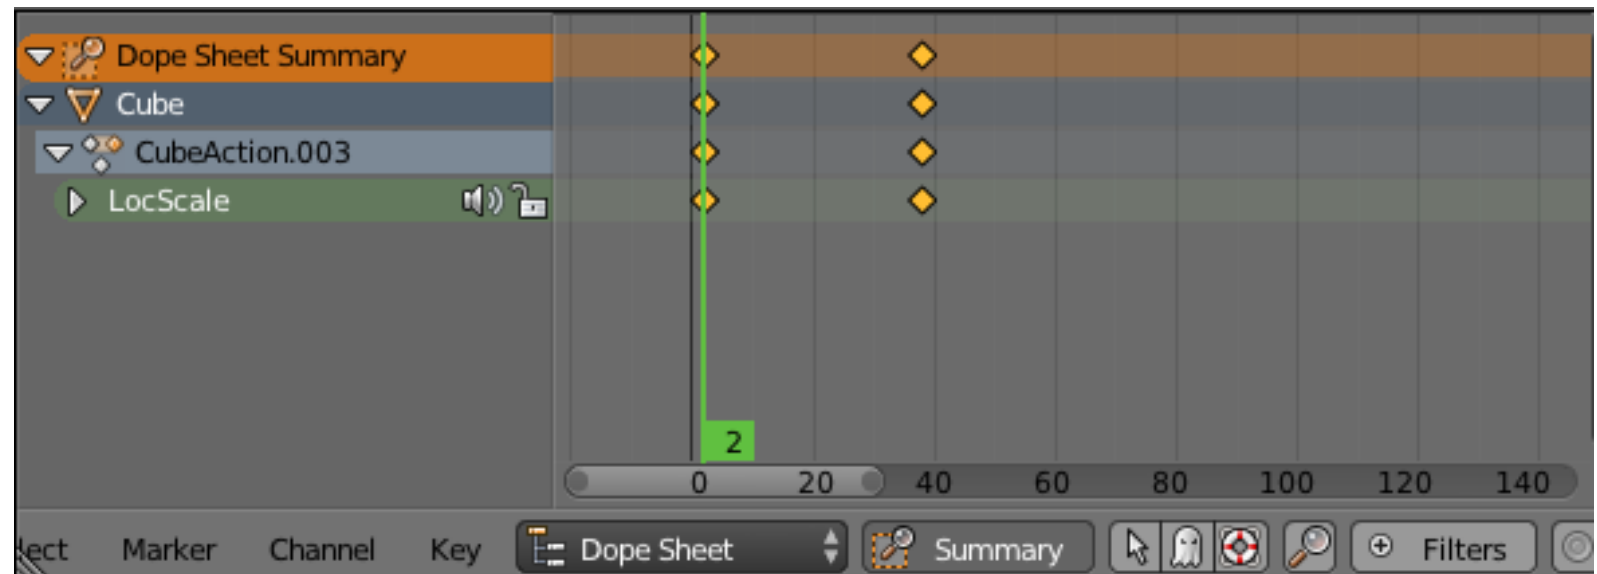 Dope Sheet Summary
Cube
CubeAction.003
LocScale
2
0 20 40 60 80 100 120 140
lect Marker Channel Key Dope Sheet Summary Filters